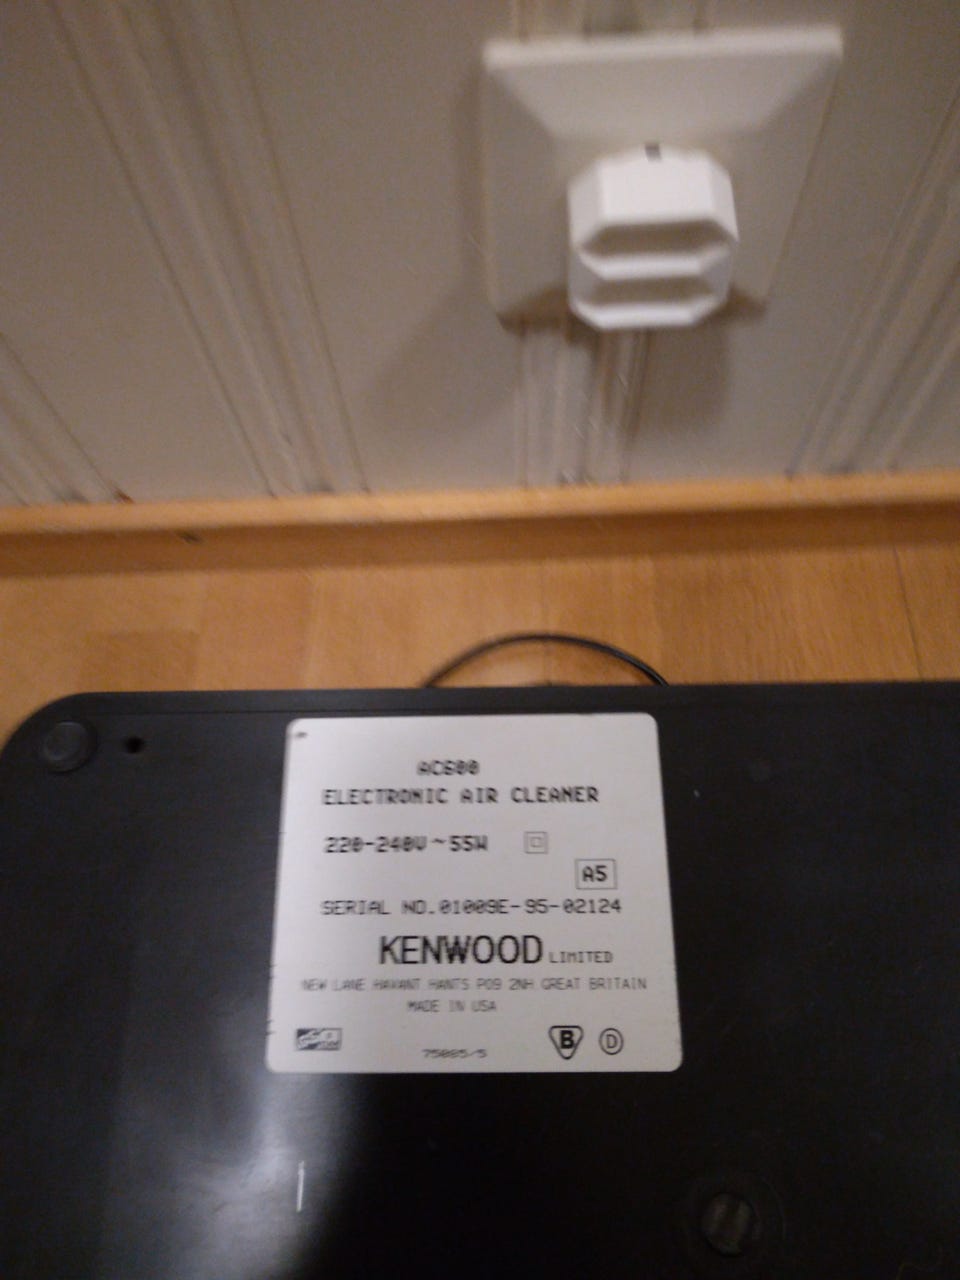 AC600
ELECTRONIC AIR CLEANER
220-240V ~ 55W
A5
SERIAL NO. 01009E-95-02124
KENWOOD LIMITED
NEW LANE HAVANT HANTS PO9 2NH GREAT BRITAIN
MADE IN USA
75085/5
B D